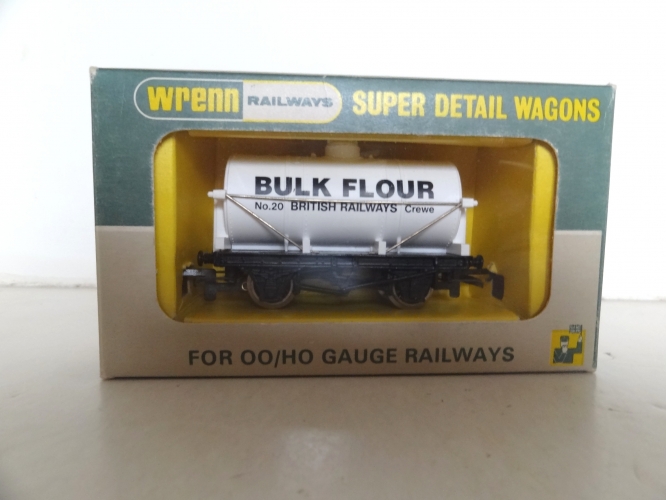 wrenn RAILWAYS SUPER DETAIL WAGONS
BULK FLOUR
No.20 BRITISH RAILWAYS Crewe
FOR OO/HO GAUGE RAILWAYS